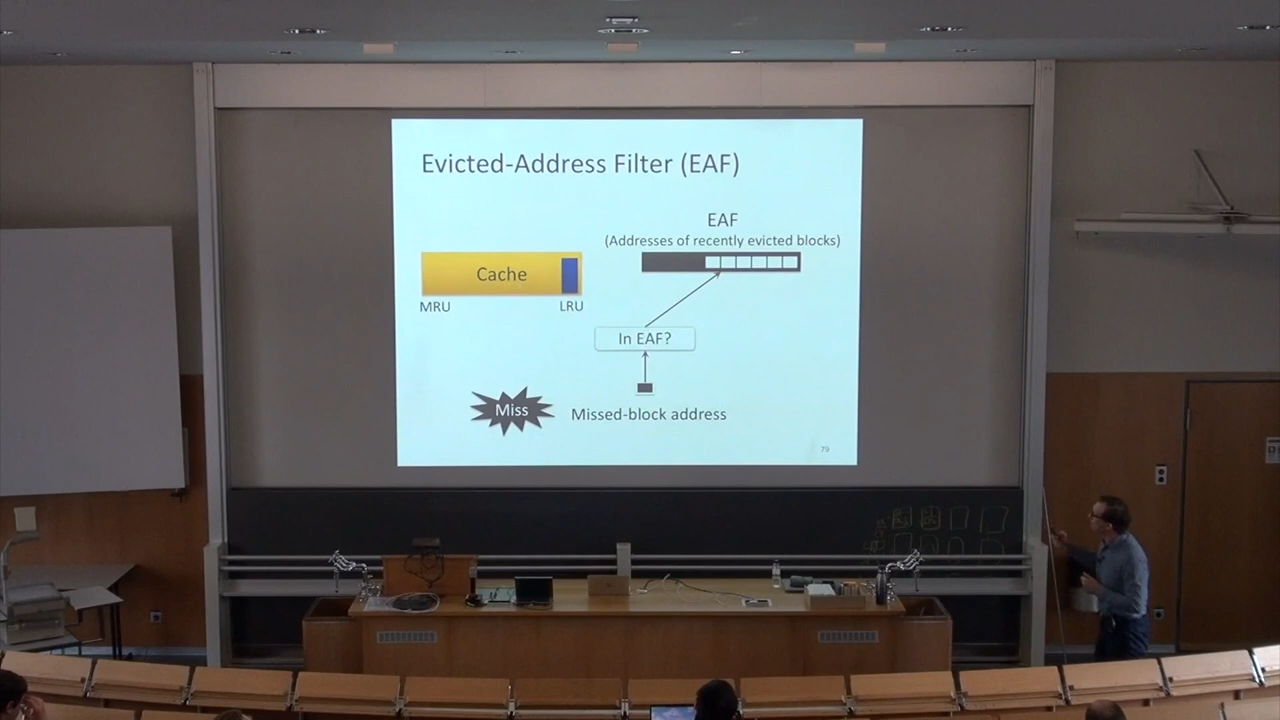 Evicted-Address Filter (EAF)
EAF
(Addresses of recently evicted blocks)
Cache
MRU
LRU
In EAF?
Miss
Missed-block address
79